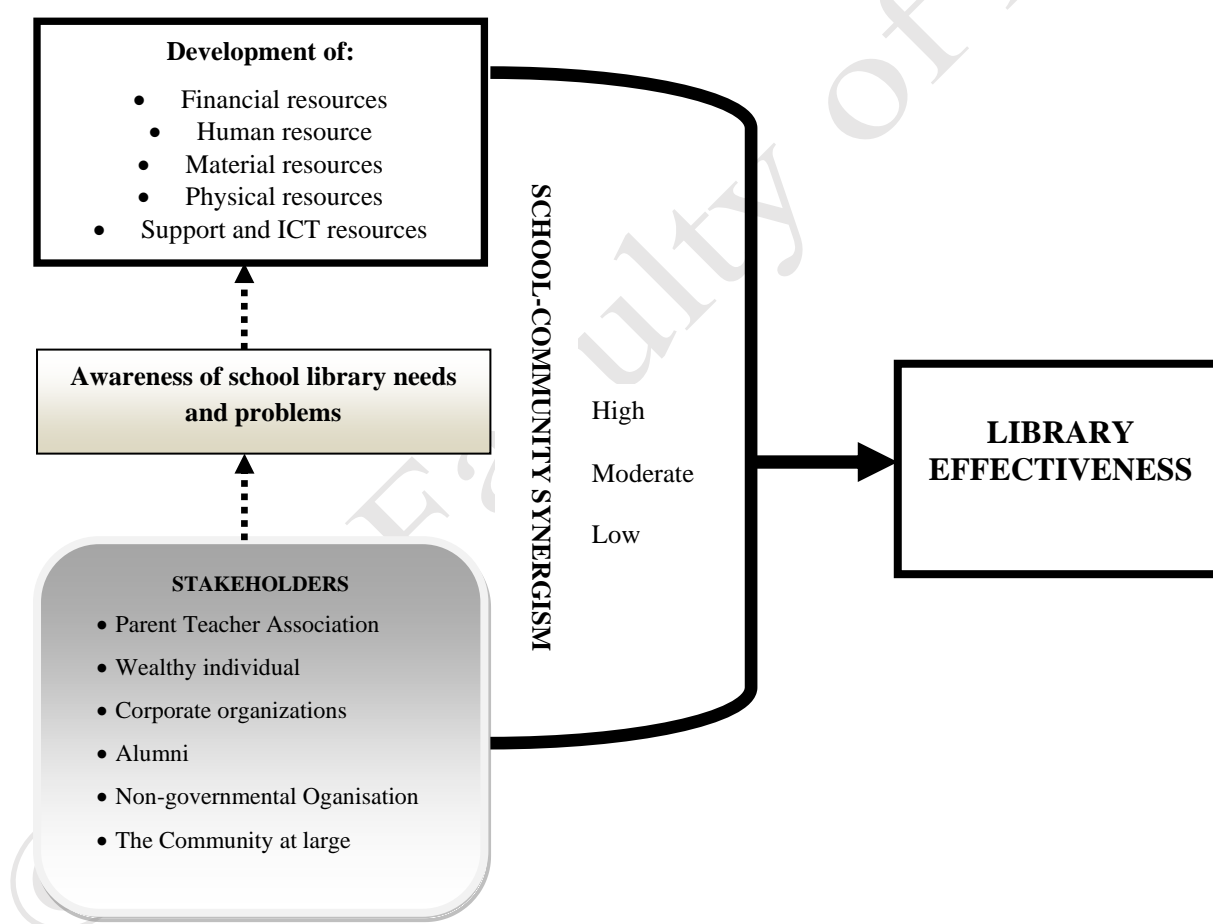 Development of:
• Financial resources
• Human resource
• Material resources
• Physical resources
• Support and ICT resources
Awareness of school library needs
and problems
STAKEHOLDERS
• Parent Teacher Association
• Wealthy individual
• Corporate organizations
• Alumni
• Non-governmental Oganisation
• The Community at large
SCHOOL-COMMUNITY SYNERGISM
High
Moderate
Low
LIBRARY
EFFECTIVENESS